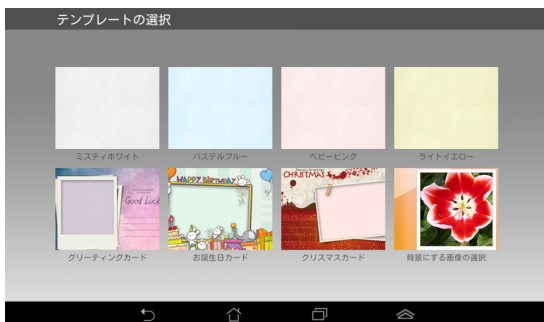 テンプレートの選択
ミスティホワイト
パステルブルー
ベビーピンク
ライトイエロー
Good Luck
HAPPY BIRTHDAY
CHRISTMAS
グリーティングカード
お誕生日カード
クリスマスカード
背景にする画像の選択